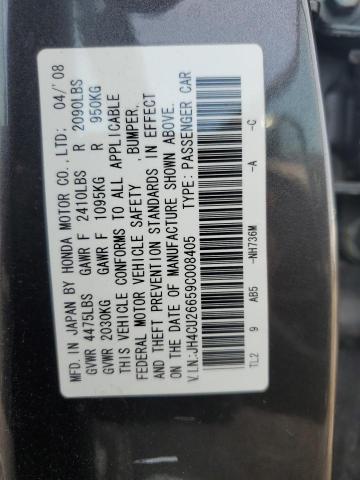 MFD. IN JAPAN BY HONDA MOTOR CO.,LTD; 04/'08
GVWR 4475LBS GAWR F 2410LBS R 2090LBS
GVWR 2030KG GAWR F 1095KG R 950KG
THIS VEHICLE CONFORMS TO ALL APPLICABLE
FEDERAL MOTOR VEHICLE SAFETY , BUMPER,
AND THEFT PREVENTION STANDARDS IN EFFECT
ON THE DATE OF MANUFACTURE SHOWN ABOVE.
V.I.N:JH4CU26659C008405 TYPE: PASSENGER CAR
TL2 9 AB5 -NH736M -A -C